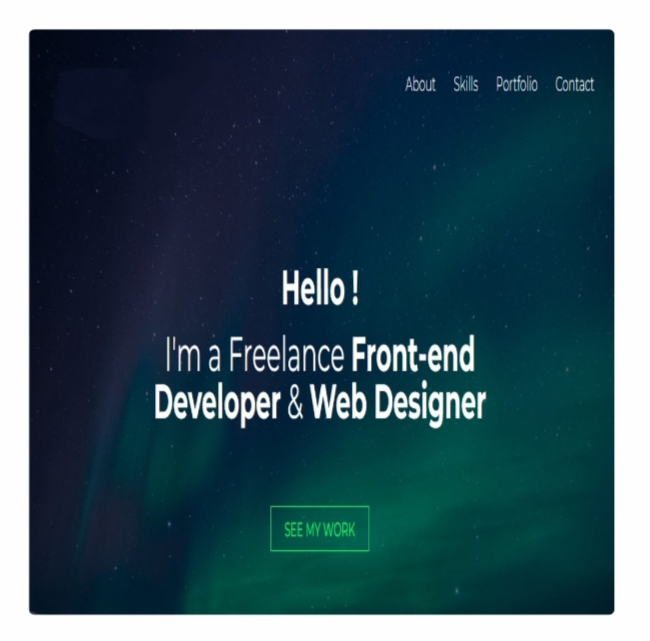 About Skills Portfolio Contact
Hello !
I'm a Freelance Front-end
Developer & Web Designer
SEE MY WORK